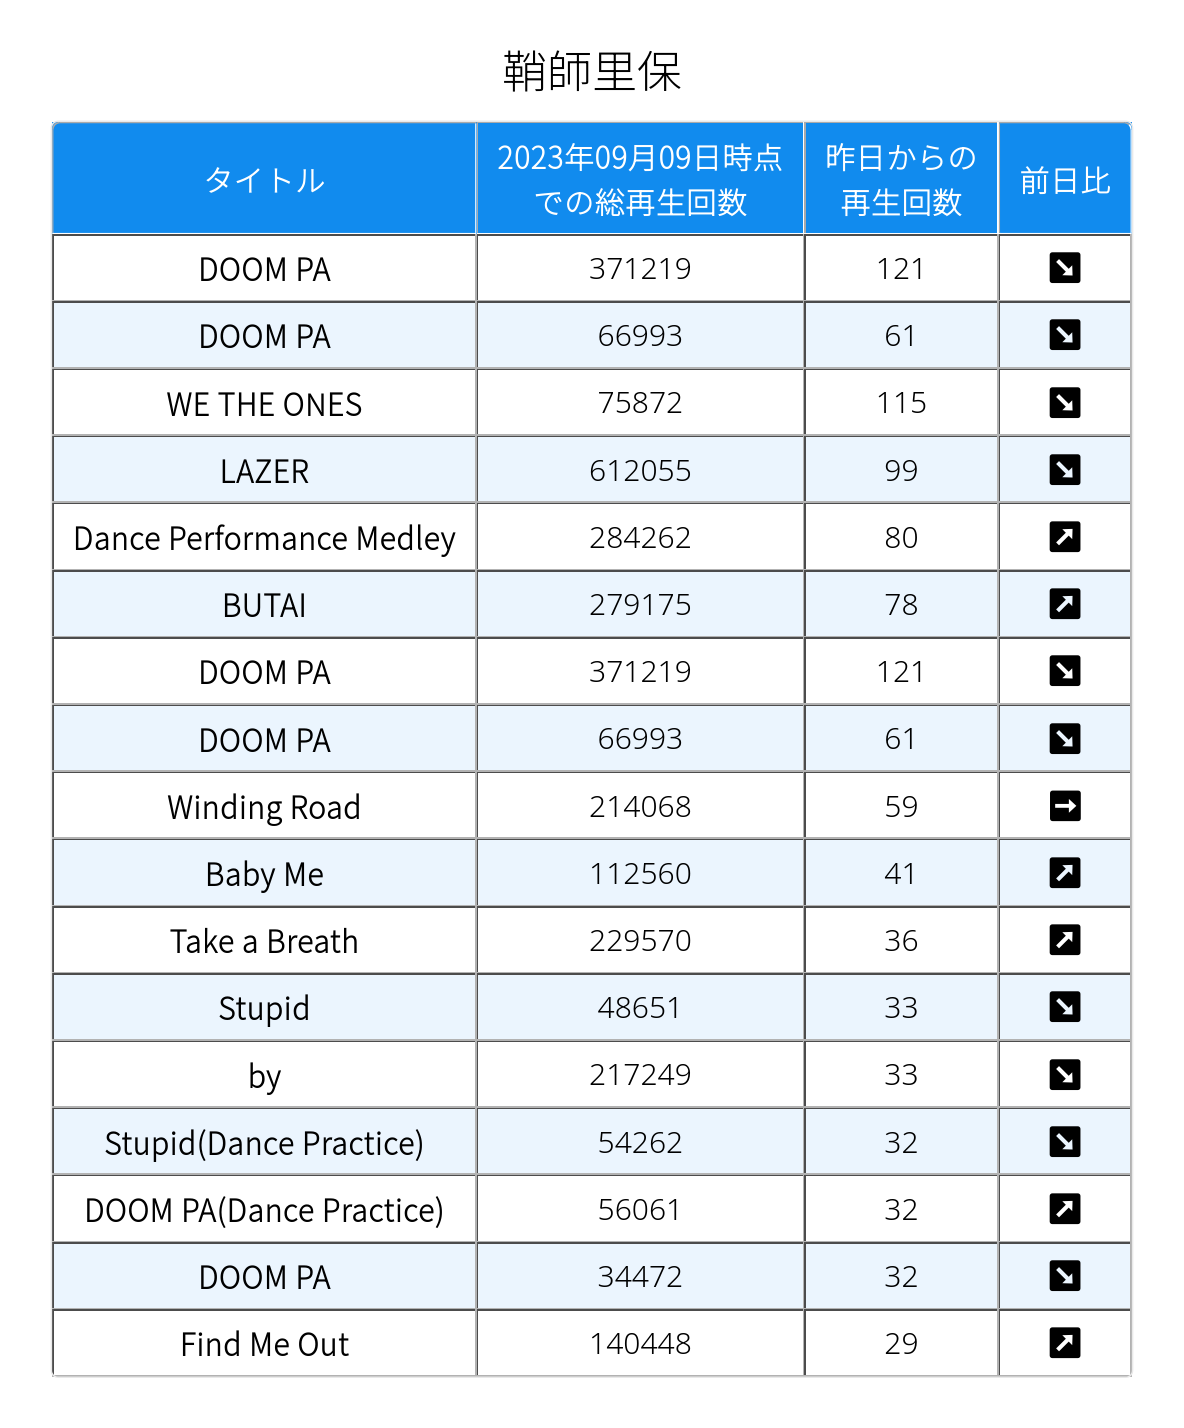 鞘師里保
タイトル
2023年09月09日時点
での総再生回数
昨日からの
再生回数
前日比
DOOM PA 371219 121 ↘
DOOM PA 66993 61 ↘
WE THE ONES 75872 115 ↘
LAZER 612055 99 ↘
Dance Performance Medley 284262 80 ↗
BUTAI 279175 78 ↗
DOOM PA 371219 121 ↘
DOOM PA 66993 61 ↘
Winding Road 214068 59 →
Baby Me 112560 41 ↗
Take a Breath 229570 36 ↗
Stupid 48651 33 ↘
by 217249 33 ↘
Stupid(Dance Practice) 54262 32 ↘
DOOM PA(Dance Practice) 56061 32 ↗
DOOM PA 34472 32 ↘
Find Me Out 140448 29 ↗